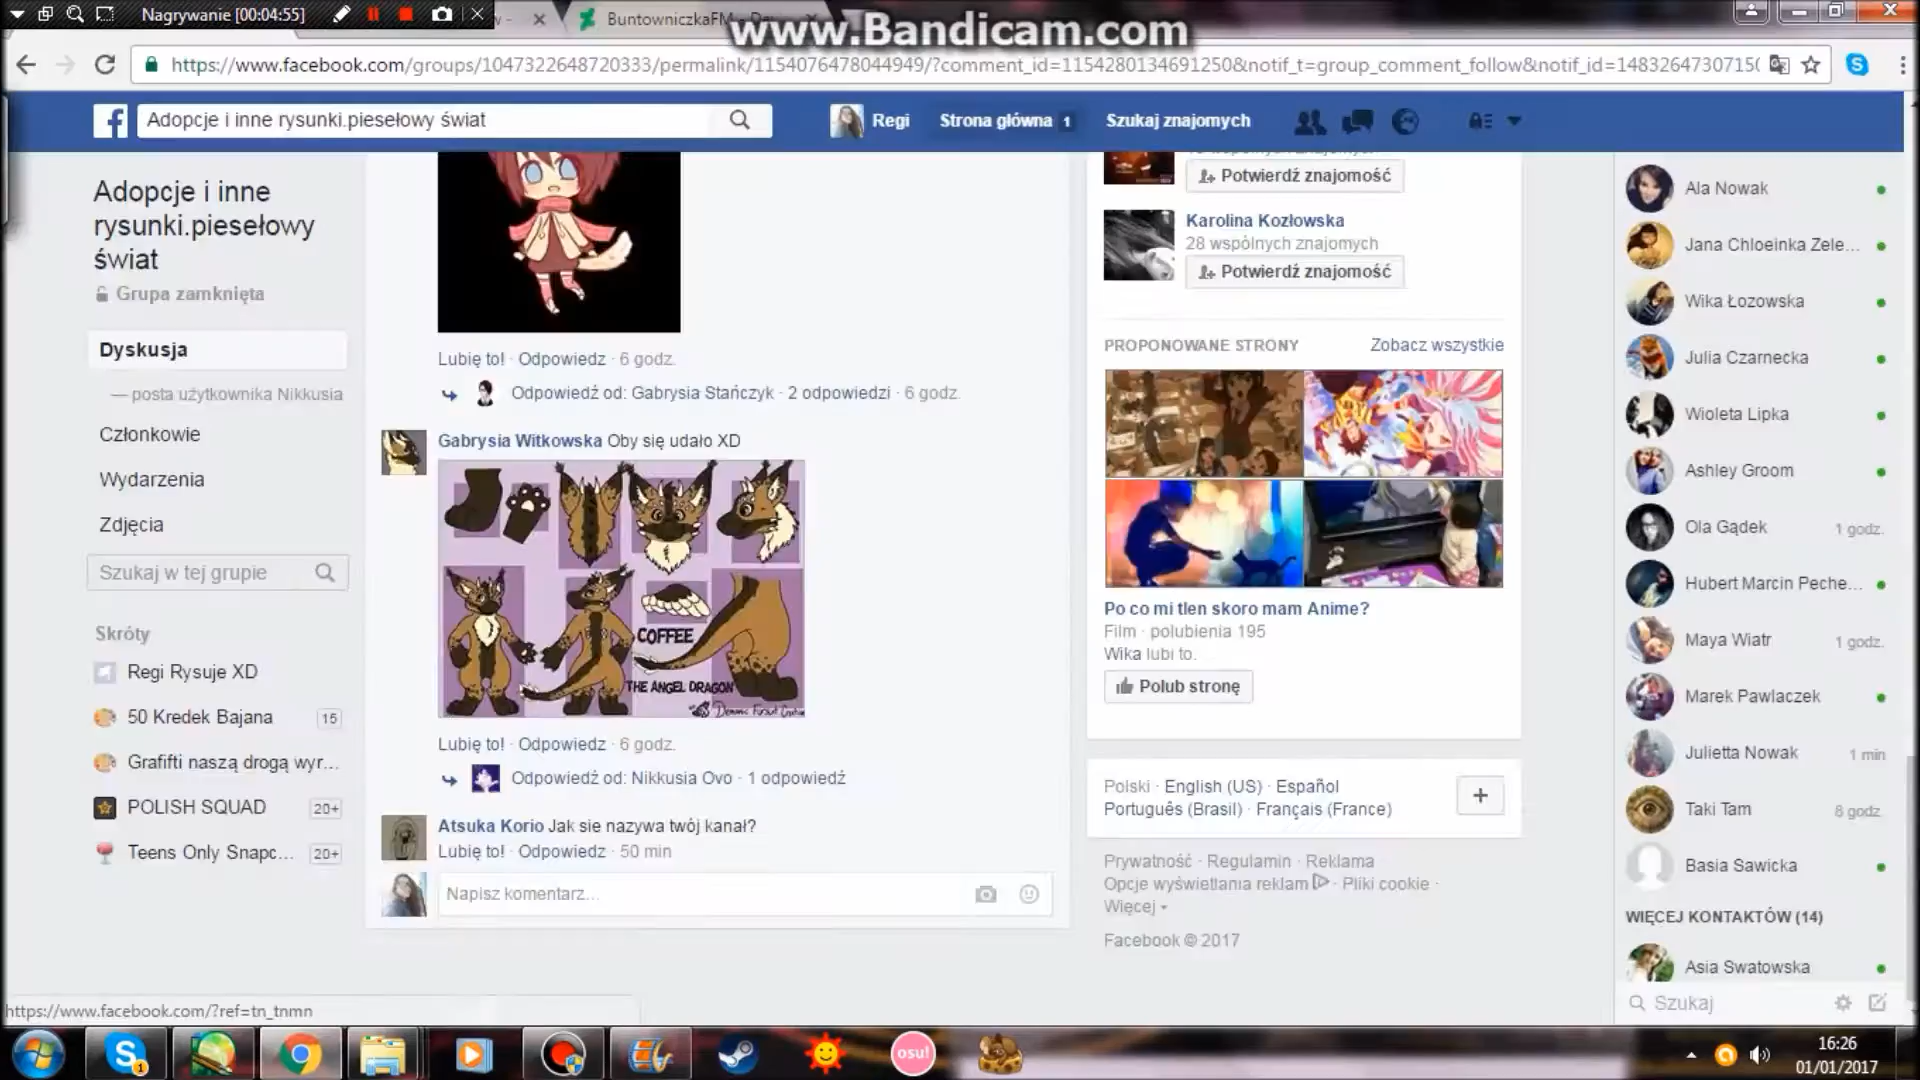 Nagrywanie [00:04:55]
BuntowniczkaFM
www.Bandicam.com
https://www.facebook.com/groups/1047322648720333/permalink/1154076478044949/?comment_id=1154280134691250&notif_t=group_comment_follow&notif_id=14832647307150
Adopcje i inne rysunki.piesełowy świat
Regi
Strona główna 1
Szukaj znajomych
Adopcje i inne
rysunki.piesełowy
świat
Grupa zamknięta
Dyskusja
— posta użytkownika Nikkusia
Członkowie
Wydarzenia
Zdjęcia
Szukaj w tej grupie
Skróty
Regi Rysuje XD
50 Kredek Bajana 15
Grafifti naszą drogą wyr...
POLISH SQUAD 20+
Teens Only Snapc... 20+
Lubię to! · Odpowiedz · 6 godz.
Odpowiedź od: Gabrysia Stańczyk · 2 odpowiedzi · 6 godz.
Gabrysia Witkowska Oby się udało XD
COFFEE
THE ANGEL DRAGON
Lubię to! · Odpowiedz · 6 godz.
Odpowiedź od: Nikkusia Ovo · 1 odpowiedź
Atsuka Korio Jak sie nazywa twój kanał?
Lubię to! · Odpowiedz · 50 min
Napisz komentarz...
Potwierdź znajomość
Karolina Kozłowska
28 wspólnych znajomych
Potwierdź znajomość
PROPONOWANE STRONY Zobacz wszystkie
Po co mi tlen skoro mam Anime?
Film · polubienia 195
Wika lubi to.
Polub stronę
Polski · English (US) · Español
Português (Brasil) · Français (France)
Prywatność · Regulamin · Reklama
Opcje wyświetlania reklam · Pliki cookie ·
Więcej
Facebook © 2017
Ala Nowak
Jana Chloeinka Zele...
Wika Łozowska
Julia Czarnecka
Wioleta Lipka
Ashley Groom
Ola Gądek 1 godz.
Hubert Marcin Peche...
Maya Wiatr 1 godz.
Marek Pawlaczek
Julietta Nowak 1 min
Taki Tam 8 godz.
Basia Sawicka
WIĘCEJ KONTAKTÓW (14)
Asia Swatowska
Szukaj
https://www.facebook.com/?ref=tn_tnmn
osu!
16:26
01/01/2017